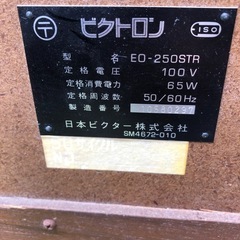 〒 ビクトロン ISO
型名 EO-250STR
定格電圧 100V
定格消費電力 65W
定格周波数 50/60Hz
製造番号
日本ビクター株式会社
SM4672-010